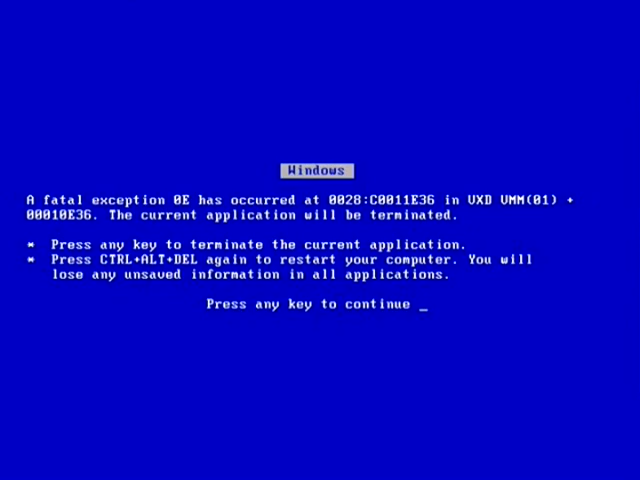 Windows
A fatal exception 0E has occurred at 0028:C0011E36 in VXD VMM(01) +
00010E36. The current application will be terminated.
* Press any key to terminate the current application.
* Press CTRL+ALT+DEL again to restart your computer. You will
lose any unsaved information in all applications.
Press any key to continue _